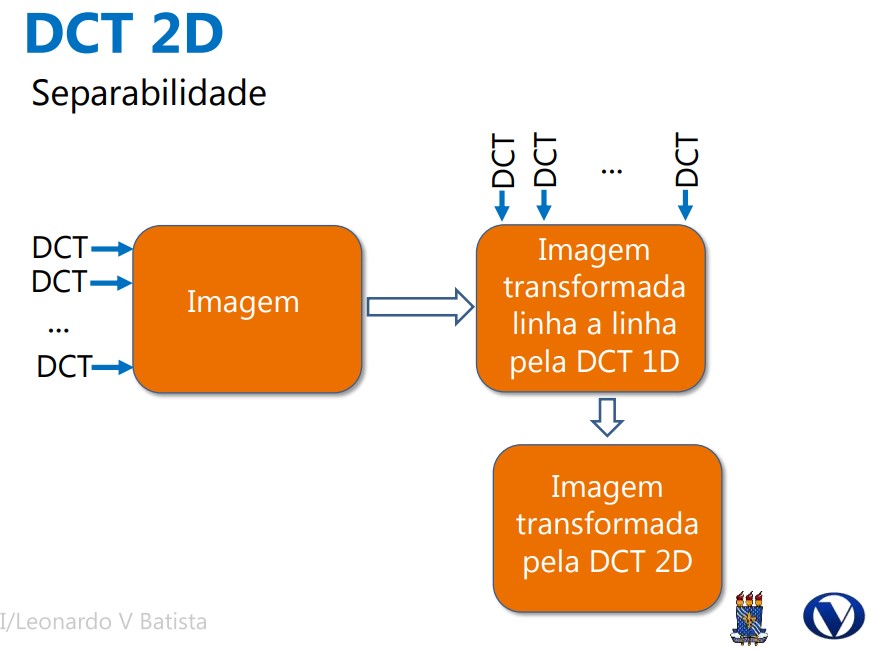 DCT 2D
Separabilidade
DCT
DCT
...
DCT
Imagem
DCT
DCT
...
DCT
Imagem
transformada
linha a linha
pela DCT 1D
Imagem
transformada
pela DCT 2D
I/Leonardo V Batista